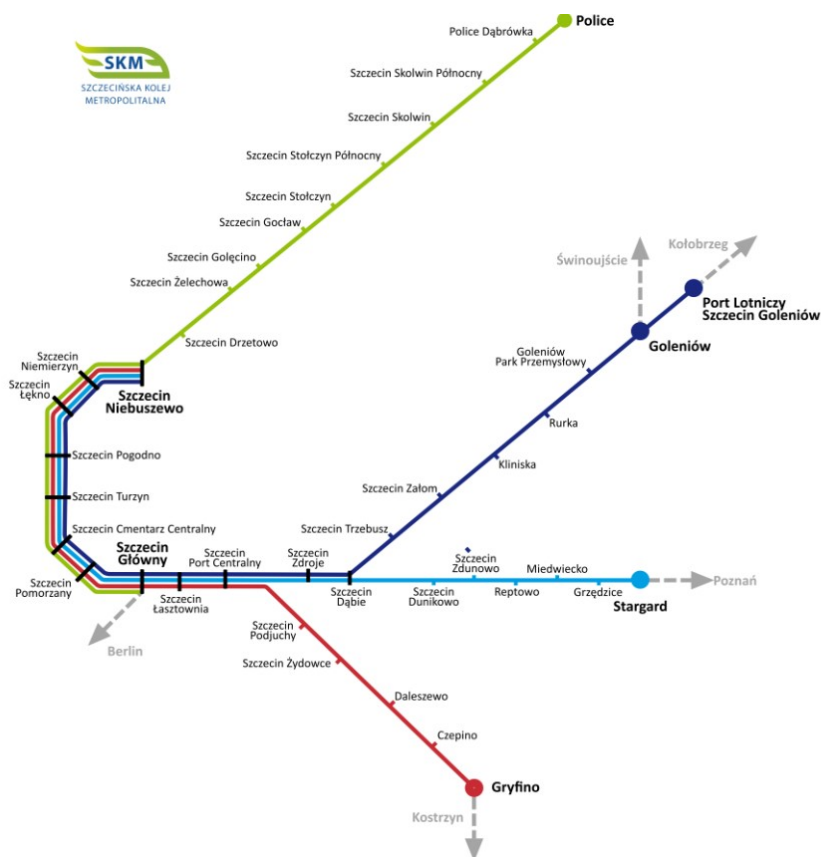 Police
Police Dąbrówka
SKM
SZCZECIŃSKA KOLEJ
METROPOLITALNA
Szczecin Skolwin Północny
Szczecin Skolwin
Szczecin Stołczyn Północny
Szczecin Stołczyn
Szczecin Gocław
Szczecin Golęcino
Szczecin Żelechowa
Szczecin Drzetowo
Kołobrzeg
Świnoujście
Port Lotniczy
Szczecin Goleniów
Goleniów
Goleniów
Park Przemysłowy
Rurka
Kliniska
Szczecin Załom
Szczecin Trzebusz
Szczecin
Niemierzyn
Szczecin
Łękno
Szczecin
Niebuszewo
Szczecin Pogodno
Szczecin Turzyn
Szczecin Cmentarz Centralny
Szczecin
Główny
Szczecin
Port Centralny
Szczecin
Zdroje
Szczecin
Pomorzany
Szczecin
Łasztownia
Szczecin
Dąbie
Szczecin
Dunikowo
Szczecin
Zdunowo
Reptowo
Miedwiecko
Grzędzice
Stargard
Poznań
Berlin
Szczecin
Podjuchy
Szczecin Żydowce
Daleszewo
Czepino
Gryfino
Kostrzyn